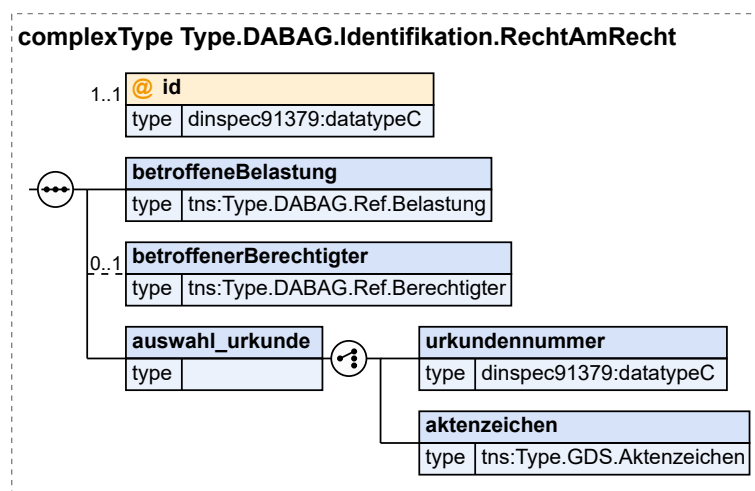 complexType Type.DABAG.Identifikation.RechtAmRecht
1..1 @ id
type dinspec91379:datatypeC
betroffeneBelastung
type tns:Type.DABAG.Ref.Belastung
0..1 betroffenerBerechtigter
type tns:Type.DABAG.Ref.Berechtigter
auswahl_urkunde
type
urkundennummer
type dinspec91379:datatypeC
aktenzeichen
type tns:Type.GDS.Aktenzeichen